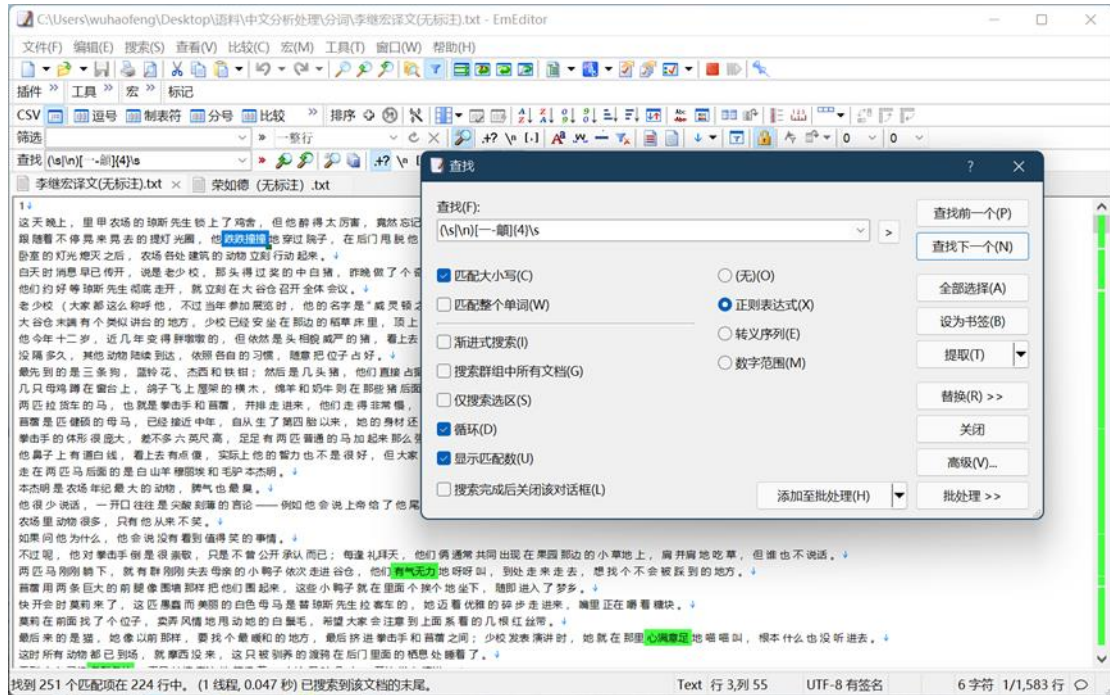 C:\Users\wuhaofeng\Desktop\语料\中文分析处理\分词\李继宏译文(无标注).txt - EmEditor
文件(F) 编辑(E) 搜索(S) 查看(V) 比较(C) 宏(M) 工具(T) 窗口(W) 帮助(H)
插件 工具 宏 标记
CSV 逗号 制表符 分号 比较 排序
筛选 一整行 0 0
查找 (\s|\n)[一-龥]{4}\s
李继宏译文(无标注).txt × 荣如德 (无标注) .txt
1
这天晚上 , 里甲农场的琼斯先生锁上了鸡舍 , 但他醉得太厉害 , 竟然忘记
跟随着不停晃来晃去的提灯光圈 , 他跌跌撞撞地穿过院子 , 在后门甩脱他
卧室的灯光熄灭之后 , 农场各处建筑的动物立刻行动起来 。
白天时消息早已传开 , 说是老少校 , 那头得过奖的中白猪 , 昨晚做了个奇
他们约好等琼斯先生彻底走开 , 就立刻在大谷仓召开全体会议 。
老少校 ( 大家都这么称呼他 , 不过当年参加展览时 , 他的名字是“ 威灵顿之
大谷仓末端有个类似讲台的地方 , 少校已经安坐在那边的稻草床里 , 顶上
他今年十二岁 , 近几年变得胖墩墩的 , 但依然是头相貌威严的猪 , 看上去
没隔多久 , 其他动物陆续到达 , 依照各自的习惯 , 随意把位子占好 。
最先到的是三条狗 , 蓝铃花 、 杰西和铁钳 ; 然后是几头猪 , 他们直接占据
几只母鸡蹲在窗台上 , 鸽子飞上屋架的横木 , 绵羊和奶牛则在那些猪后面
两匹拉货车的马 , 也就是拳击手和苜蓿 , 并排走进来 , 他们走得非常慢 ,
苜蓿是匹健硕的母马 , 已经接近中年 , 自从生了第四胎以来 , 她的身材还
拳击手的体形很庞大 , 差不多六英尺高 , 足足有两匹普通的马加起来那么强
他鼻子上有道白线 , 看上去有点傻 , 实际上他的智力也不是很好 , 但大家
走在两匹马后面的是白山羊穆丽埃和毛驴本杰明 。
本杰明是农场年纪最大的动物 , 脾气也最臭 。
他很少说话 , 一开口往往是尖酸刻薄的言论 —— 例如他会说上帝给了他尾
农场里动物很多 , 只有他从来不笑 。
如果问他为什么 , 他会说没有看到值得笑的事情 。
不过呢 , 他对拳击手倒是很崇敬 , 只是不曾公开承认而已 ; 每逢礼拜天 , 他们俩通常共同出现在果园那边的小草地上 , 肩并肩地吃草 , 但谁也不说话 。
两匹马刚刚躺下 , 就有群刚刚失去母亲的小鸭子依次走进谷仓 , 他们有气无力地呀呀叫 , 到处走来走去 , 想找个不会被踩到的地方 。
苜蓿用两条巨大的前腿像围墙那样把他们围起来 , 这些小鸭子就在里面个挨个地坐下 , 随即进入了梦乡 。
快开会时莫莉来了 , 这匹愚蠢而美丽的白色母马是替琼斯先生拉客车的 , 她迈着优雅的碎步走进来 , 嘴里正在嚼着糖块 。
莫莉在前面找了个位子 , 卖弄风情地甩动她的白鬃毛 , 希望大家会注意到上面系着的几根红丝带 。
最后来的是猫 , 她像以前那样 , 要找个最暖和的地方 , 最后挤进拳击手和苜蓿之间 ; 少校发表演讲时 , 她就在那里心满意足地喵喵叫 , 根本什么也没听进去 。
这时所有动物都已到场 , 就摩西没来 , 这只被驯养的渡鸦在后门里面的栖息处睡着了 。
查找
查找(F):
(\s|\n)[一-龥]{4}\s
匹配大小写(C)
匹配整个单词(W)
渐进式搜索(I)
搜索群组中所有文档(G)
仅搜索选区(S)
循环(D)
显示匹配数(U)
搜索完成后关闭该对话框(L)
(无)(O)
正则表达式(X)
转义序列(E)
数字范围(M)
添加至批处理(H)
查找前一个(P)
查找下一个(N)
全部选择(A)
设为书签(B)
提取(T)
替换(R) >>
关闭
高级(V)...
批处理 >>
找到 251 个匹配项在 224 行中。 (1 线程, 0.047 秒) 已搜索到该文档的末尾。 Text 行 3,列 55 UTF-8 有签名 6 字符 1/1,583 行